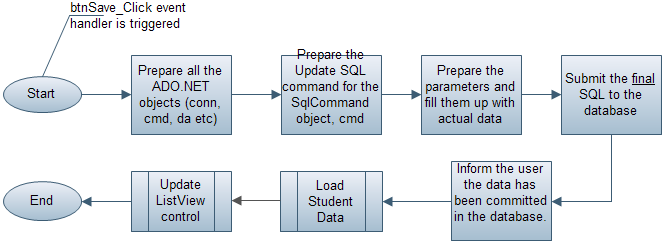 btnSave_Click event
handler is triggered
Start
Prepare all the
ADO.NET
objects (conn,
cmd, da etc)
Prepare the
Update SQL
command for the
SqlCommand
object, cmd
Prepare the
parameters and
fill them up with
actual data
Submit the final
SQL to the
database
Inform the user
the data has
been committed
in the database.
Load
Student
Data
Update
ListView
control
End